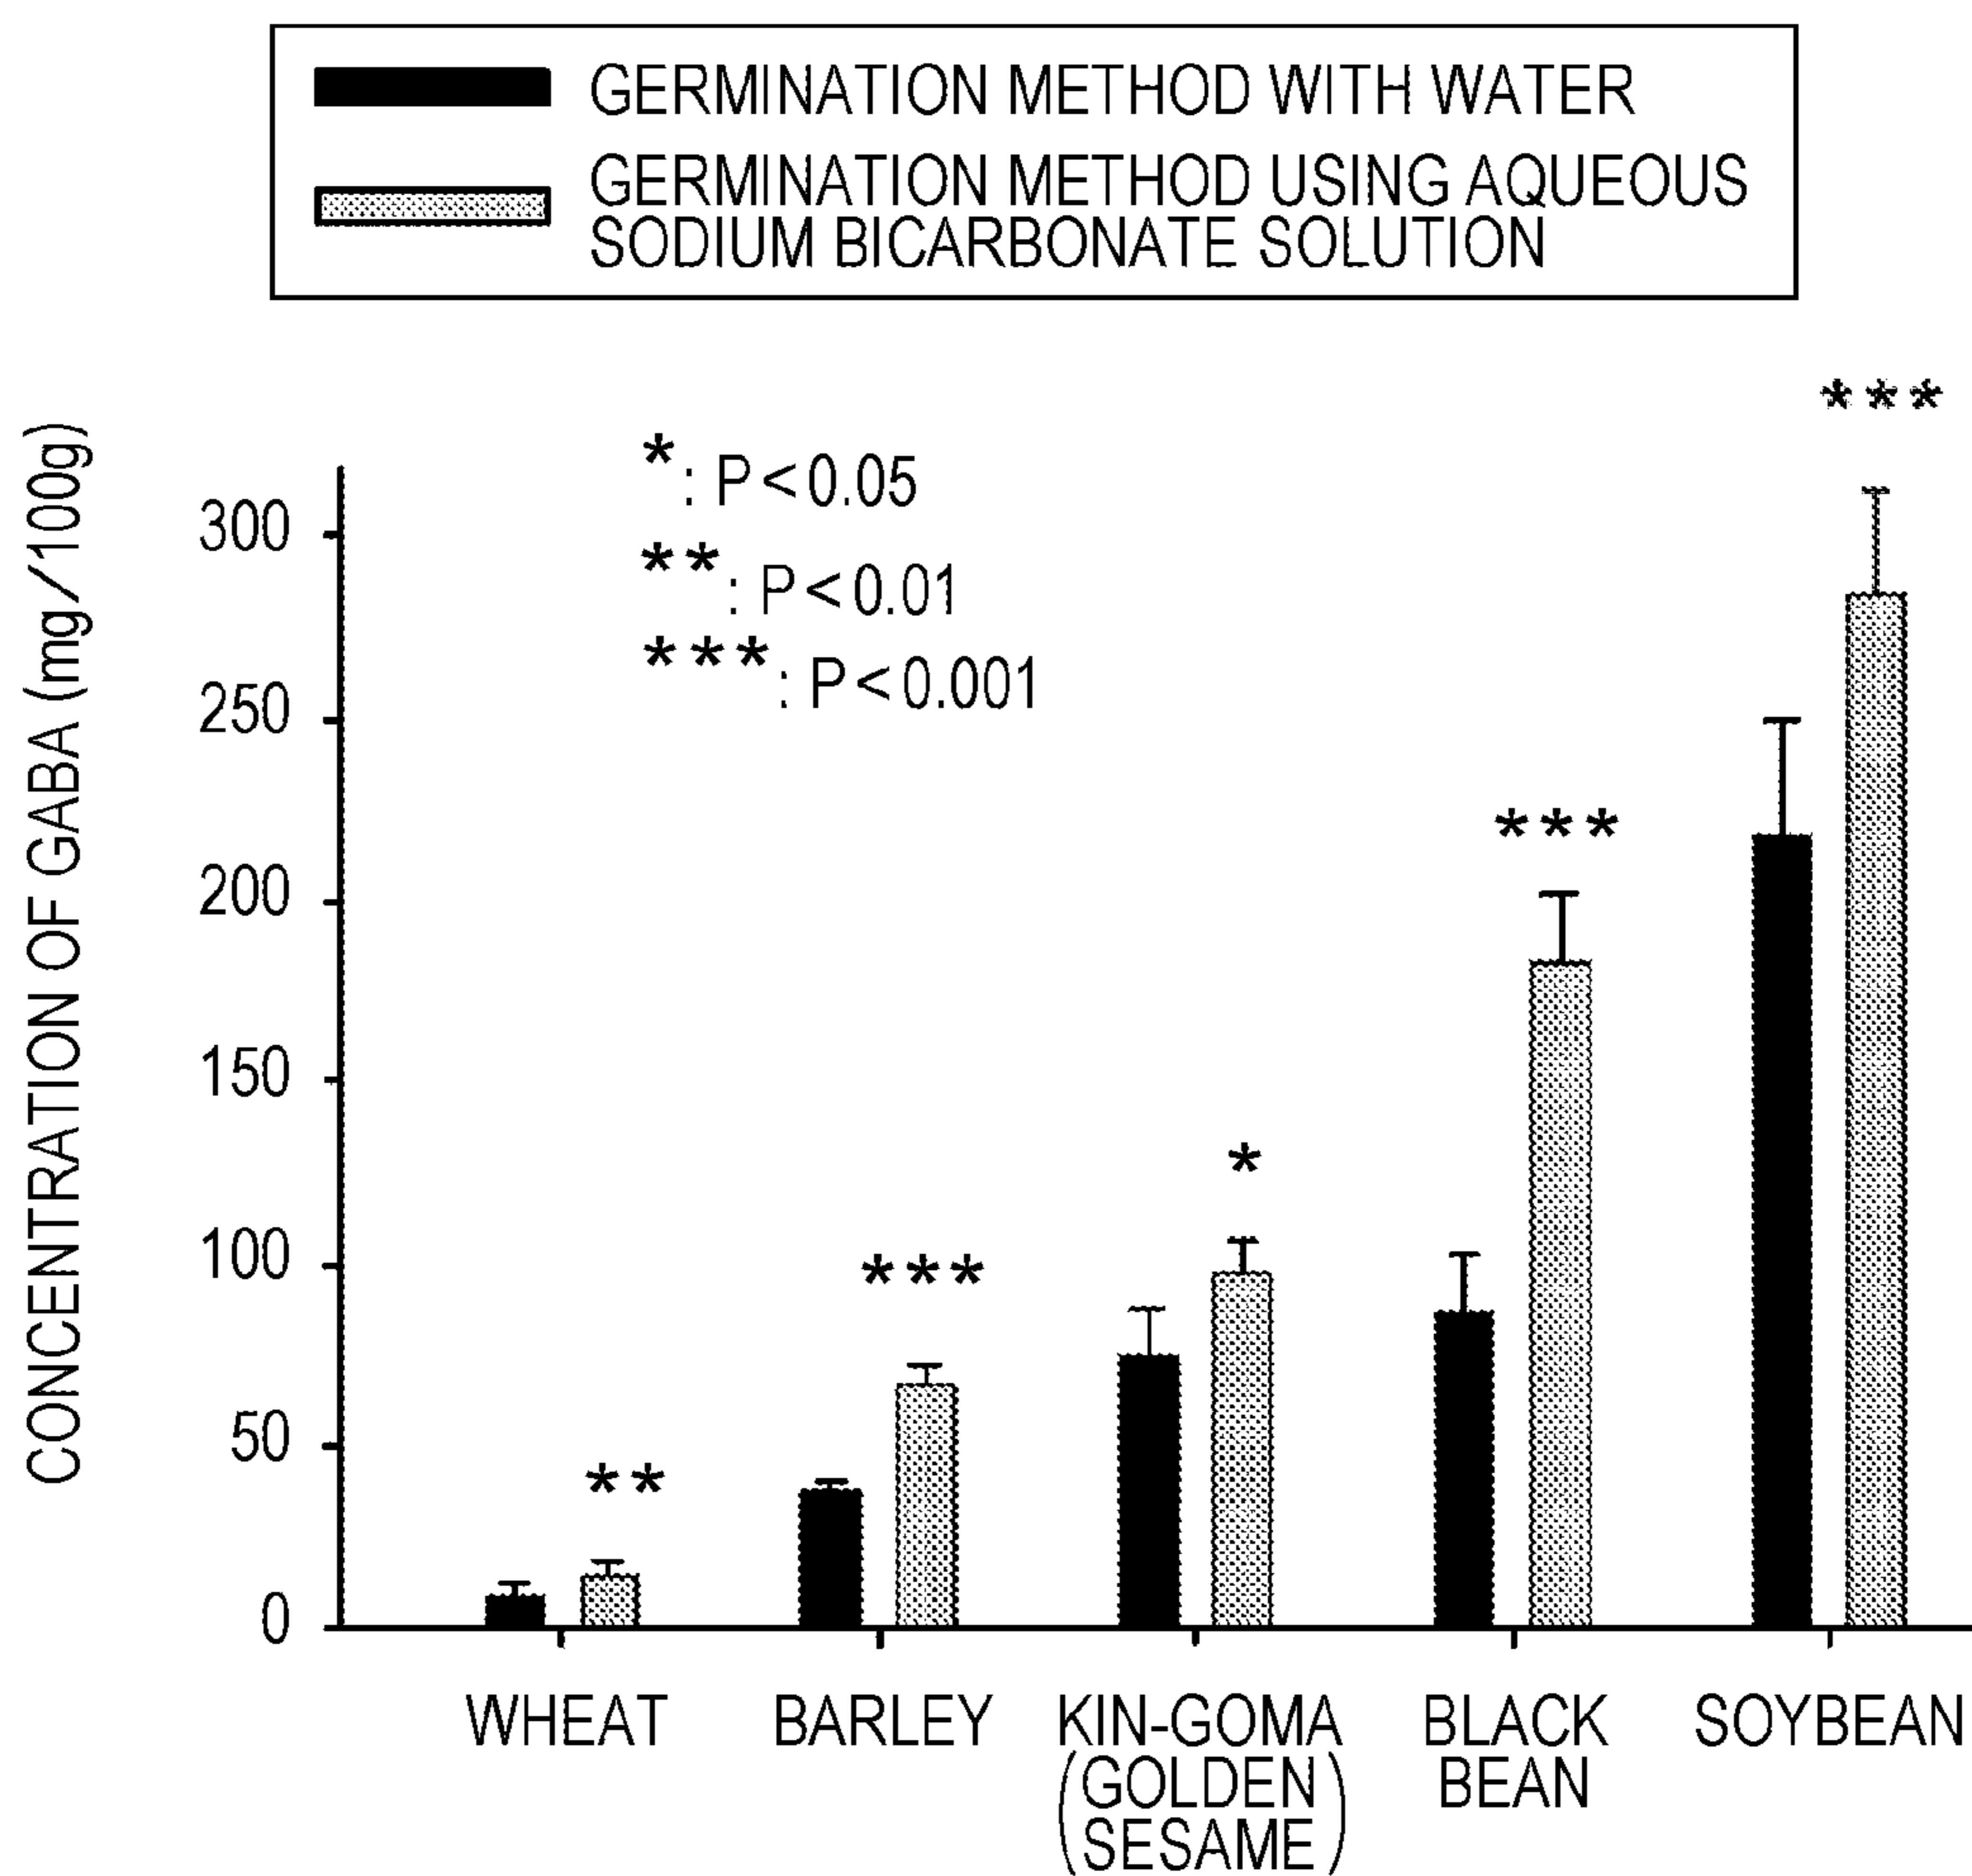 GERMINATION METHOD WITH WATER
GERMINATION METHOD USING AQUEOUS
SODIUM BICARBONATE SOLUTION
CONCENTRATION OF GABA (mg/100g)
300
250
200
150
100
50
0
*: P<0.05
**: P<0.01
***: P<0.001
**
***
*
***
***
WHEAT
BARLEY
KIN-GOMA
(GOLDEN
SESAME)
BLACK
BEAN
SOYBEAN